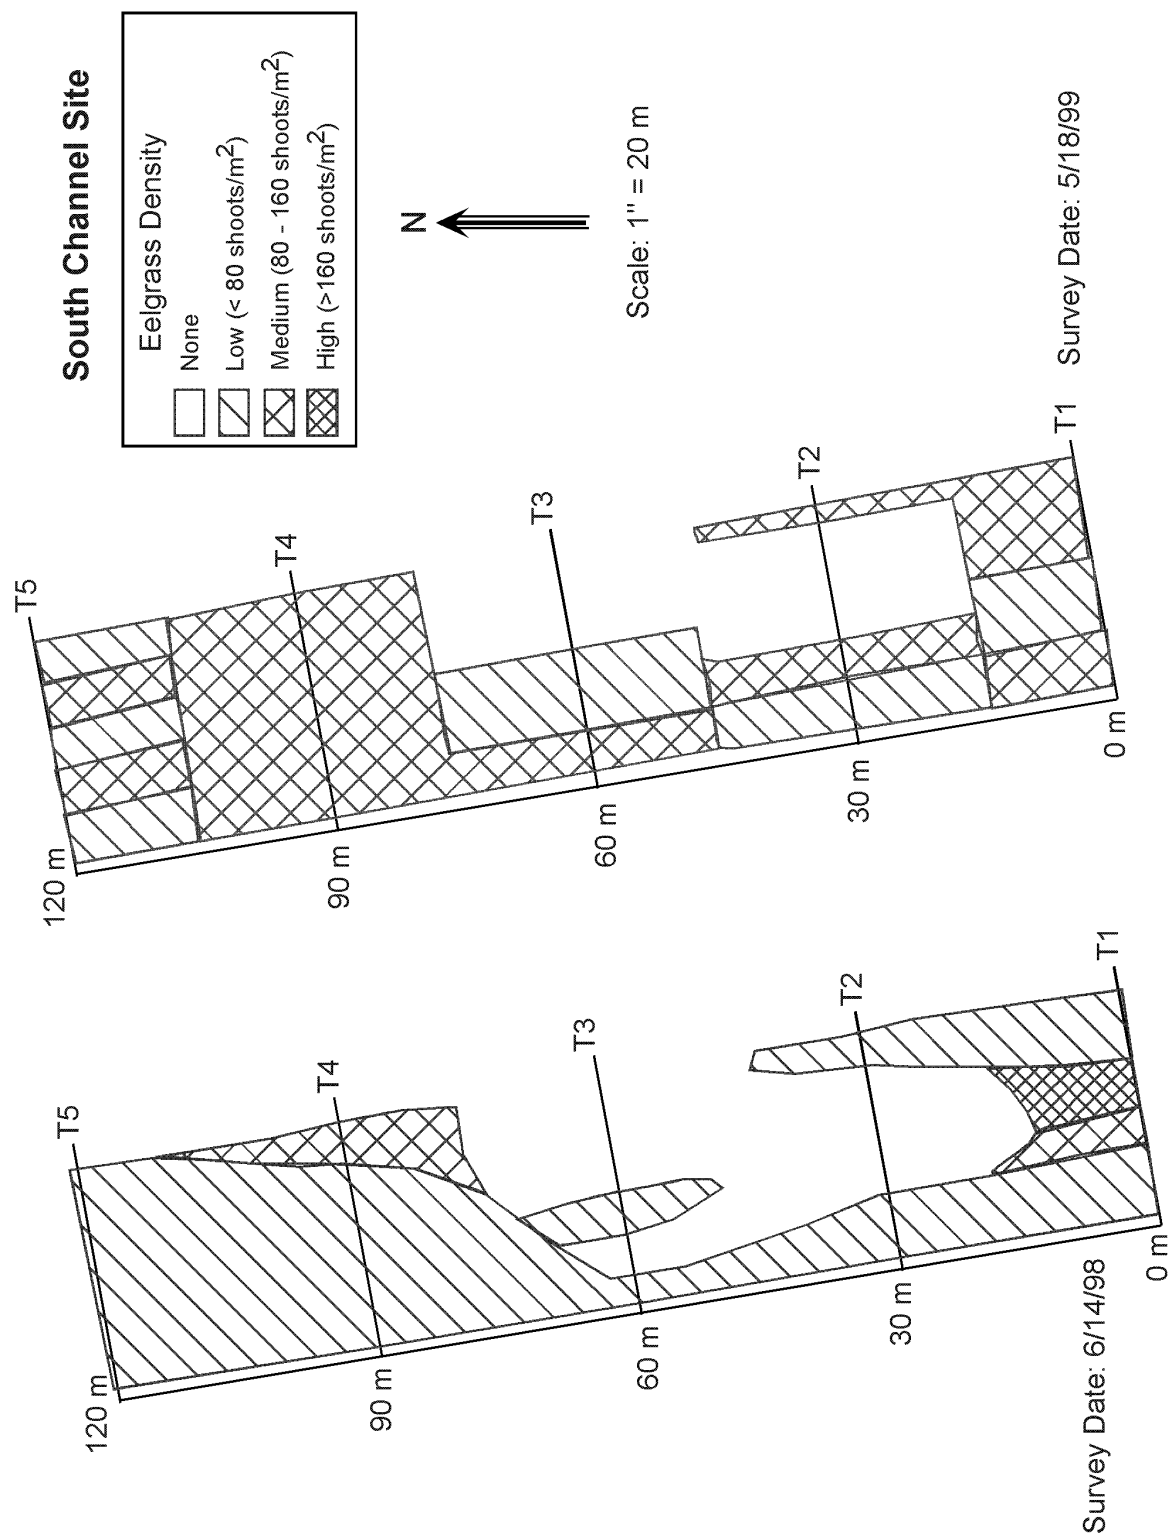 South Channel Site
Eelgrass Density
None
Low (< 80 shoots/m2)
Medium (80 - 160 shoots/m2)
High (>160 shoots/m2)
N
Scale: 1" = 20 m
T5
T4
T3
T2
T1
120 m
90 m
60 m
30 m
0 m
Survey Date: 5/18/99
T5
T4
T3
T2
T1
120 m
90 m
60 m
30 m
0 m
Survey Date: 6/14/98